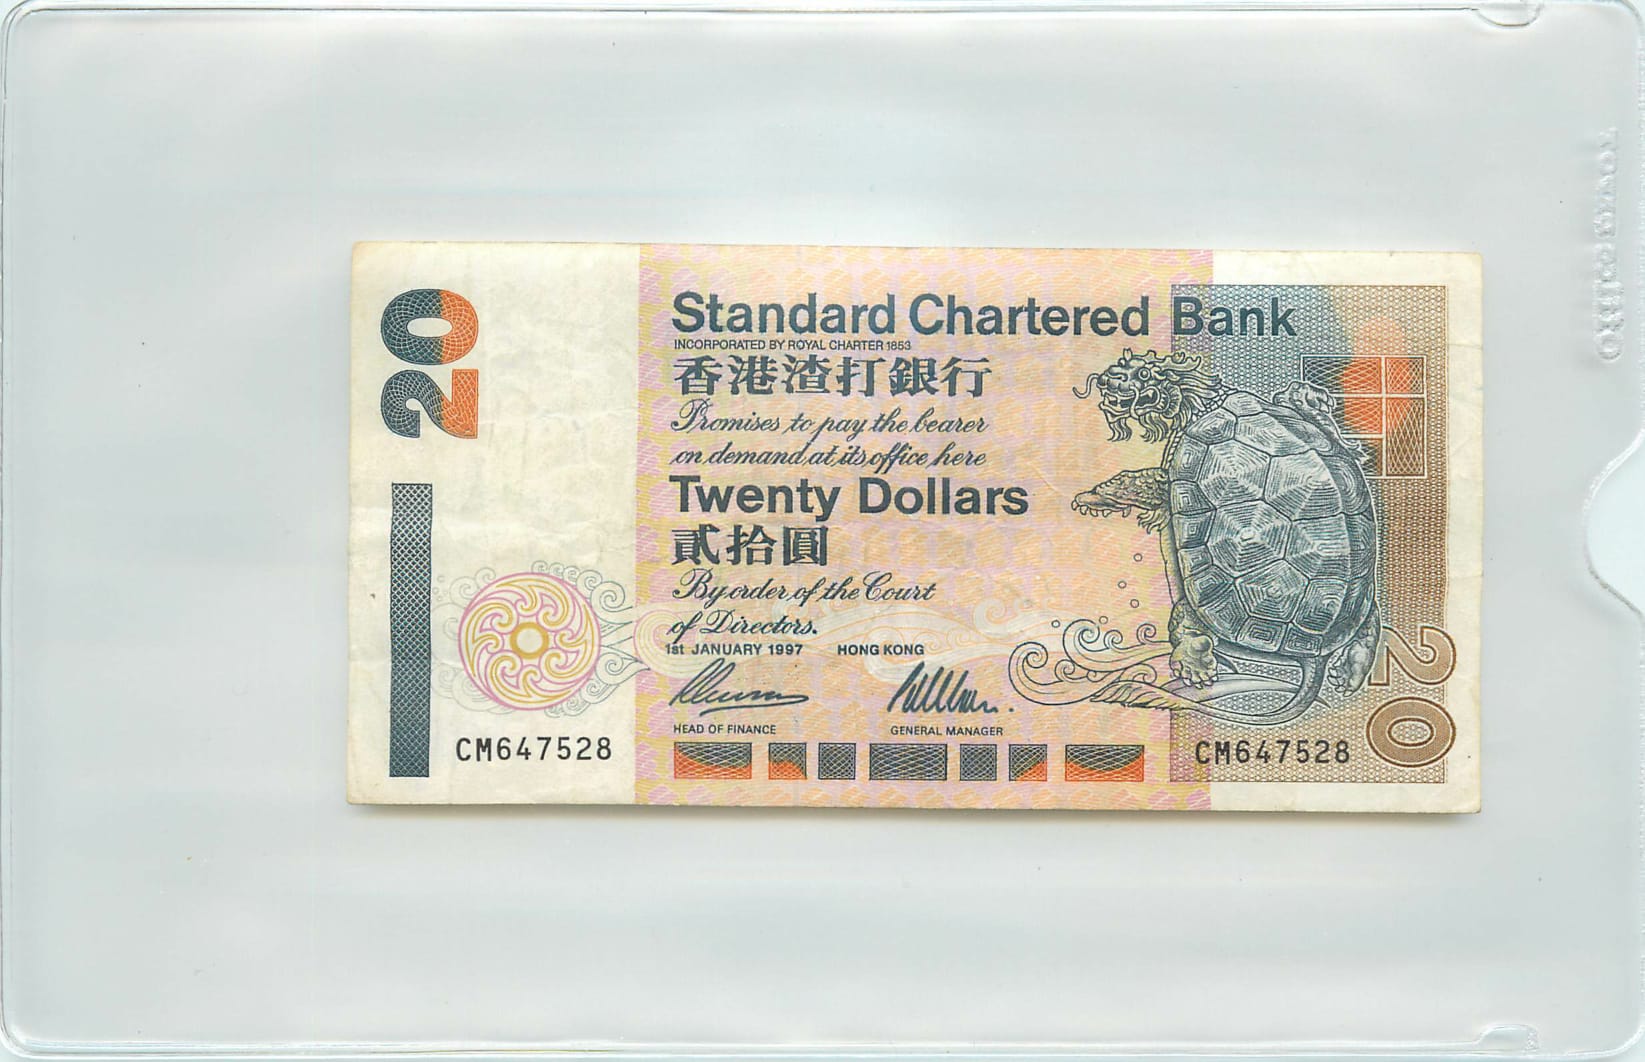 20
Standard Chartered Bank
INCORPORATED BY ROYAL CHARTER 1853
香港渣打銀行
Promises to pay the bearer
on demand at its office here
Twenty Dollars
貳拾圓
By order of the Court
of Directors.
1st JANUARY 1997 HONG KONG
HEAD OF FINANCE GENERAL MANAGER
CM647528 CM647528
20